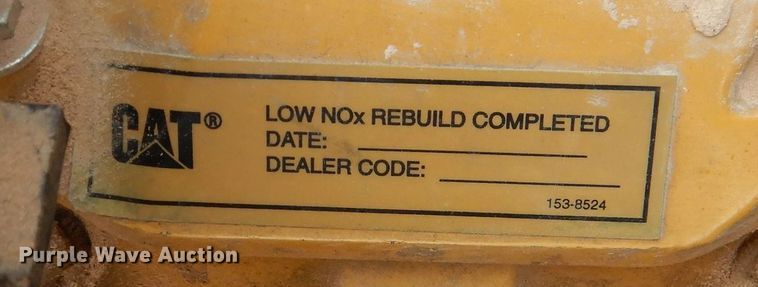 CAT®
LOW NOx REBUILD COMPLETED
DATE:
DEALER CODE:
153-8524
Purple Wave Auction